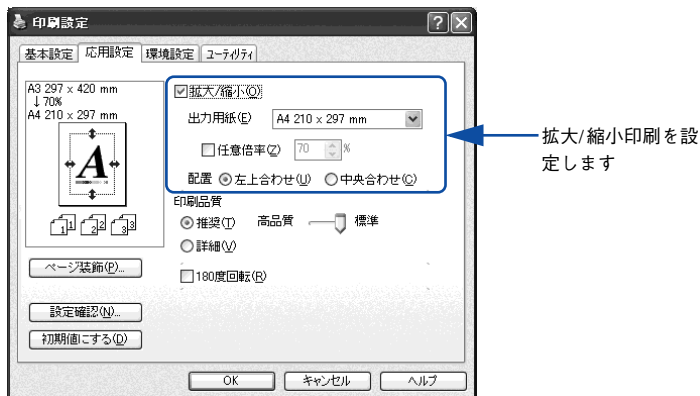 印刷設定
基本設定 応用設定 環境設定 ユーティリティ
A3 297 x 420 mm
↓70%
A4 210 x 297 mm
A
1 1 2 2 3 3
ページ装飾(P)...
設定確認(N)...
初期値にする(D)
拡大/縮小(O)
出力用紙(E) A4 210 x 297 mm
任意倍率(Z) 70 %
配置 左上合わせ(U) 中央合わせ(C)
印刷品質
推奨(T) 高品質 標準
詳細(V)
180度回転(R)
OK キャンセル ヘルプ
拡大/縮小印刷を設
定します